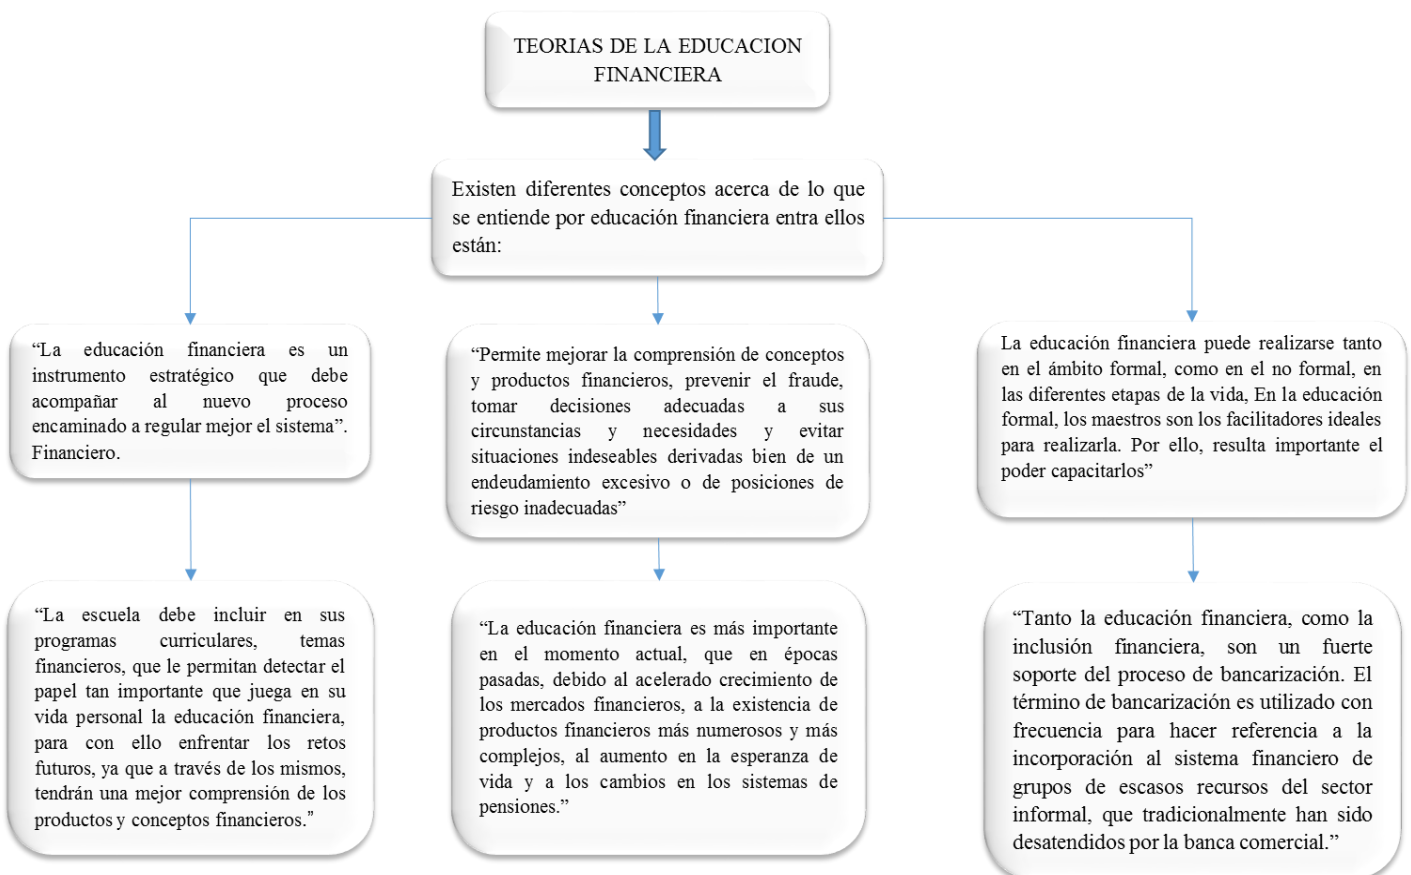 TEORIAS DE LA EDUCACION
FINANCIERA
Existen diferentes conceptos acerca de lo que
se entiende por educación financiera entra ellos
están:
“La educación financiera es un
instrumento estratégico que debe
acompañar al nuevo proceso
encaminado a regular mejor el sistema”.
Financiero.
“Permite mejorar la comprensión de conceptos
y productos financieros, prevenir el fraude,
tomar decisiones adecuadas a sus
circunstancias y necesidades y evitar
situaciones indeseables derivadas bien de un
endeudamiento excesivo o de posiciones de
riesgo inadecuadas”
La educación financiera puede realizarse tanto
en el ámbito formal, como en el no formal, en
las diferentes etapas de la vida, En la educación
formal, los maestros son los facilitadores ideales
para realizarla. Por ello, resulta importante el
poder capacitarlos”
“La escuela debe incluir en sus
programas curriculares, temas
financieros, que le permitan detectar el
papel tan importante que juega en su
vida personal la educación financiera,
para con ello enfrentar los retos
futuros, ya que a través de los mismos,
tendrán una mejor comprensión de los
productos y conceptos financieros.”
“La educación financiera es más importante
en el momento actual, que en épocas
pasadas, debido al acelerado crecimiento de
los mercados financieros, a la existencia de
productos financieros más numerosos y más
complejos, al aumento en la esperanza de
vida y a los cambios en los sistemas de
pensiones.”
“Tanto la educación financiera, como la
inclusión financiera, son un fuerte
soporte del proceso de bancarización. El
término de bancarización es utilizado con
frecuencia para hacer referencia a la
incorporación al sistema financiero de
grupos de escasos recursos del sector
informal, que tradicionalmente han sido
desatendidos por la banca comercial.”